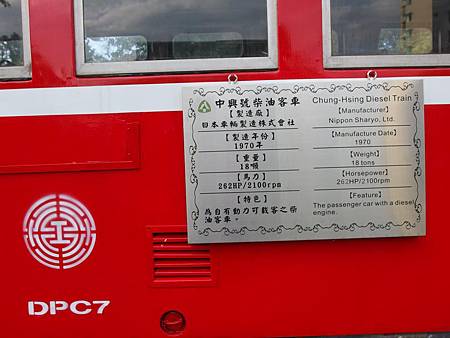 中興號柴油客車
【製造廠】
日本車輛製造株式會社
【製造年份】
1970年
【重量】
18噸
【馬力】
262HP/2100rpm
【特色】
為自有動力可載客之柴
油客車。
Chung-Hsing Diesel Train
【Manufacturer】
Nippon Sharyo, Ltd.
【Manufacture Date】
1970
【Weight】
18 tons
【Horsepower】
262HP/2100rpm
【Feature】
The passenger car with a diesel
engine.
DPC7